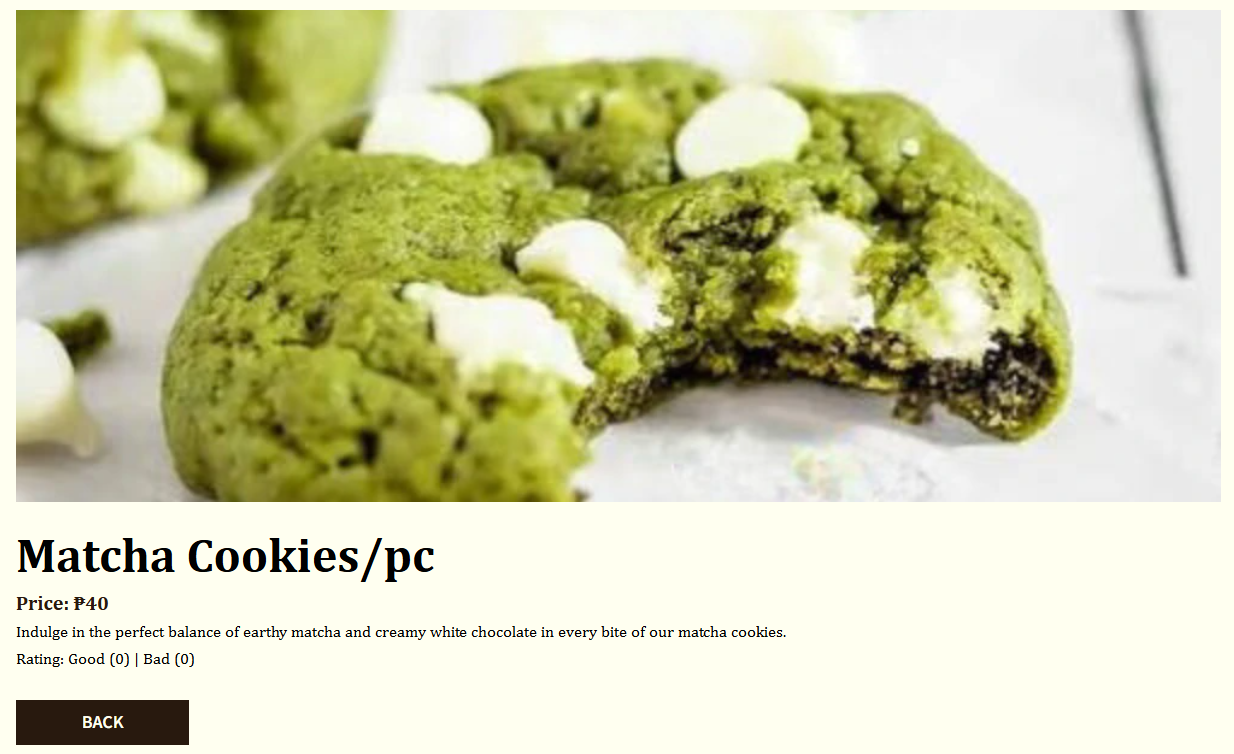 Matcha Cookies/pc
Price: ₱40
Indulge in the perfect balance of earthy matcha and creamy white chocolate in every bite of our matcha cookies.
Rating: Good (0) | Bad (0)
BACK